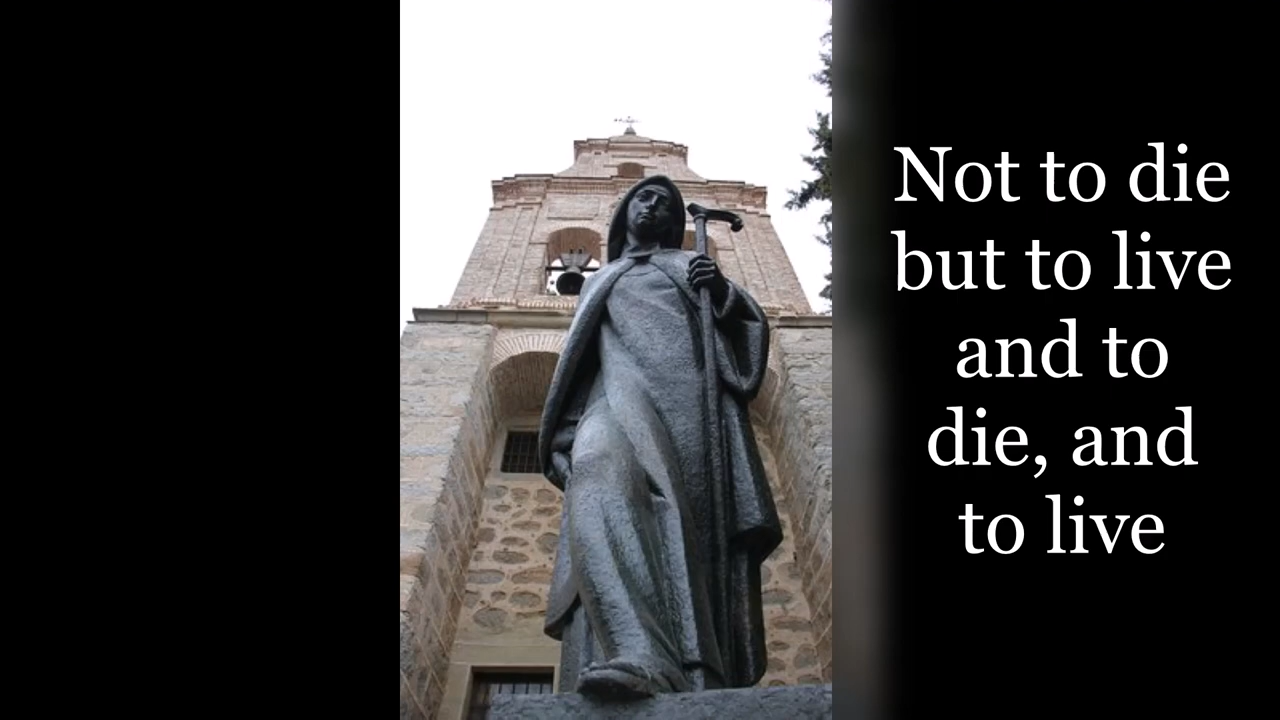 Not to die
but to live
and to
die, and
to live